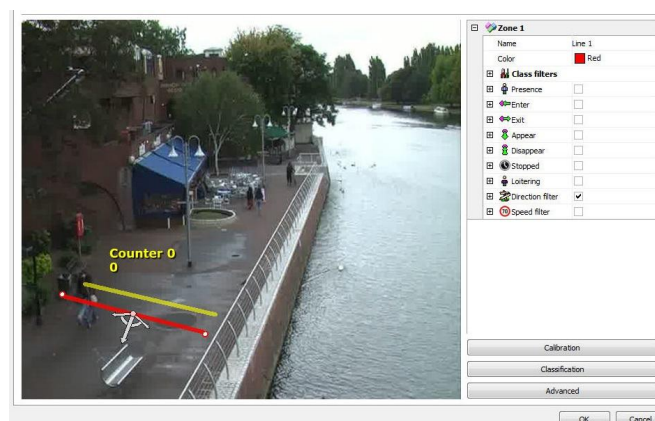 Zone 1
Name Line 1
Color Red
Class filters
Presence
Enter
Exit
Appear
Disappear
Stopped
Loitering
Direction filter
70 Speed filter
Counter 0
0
Calibration
Classification
Advanced
OK Cancel